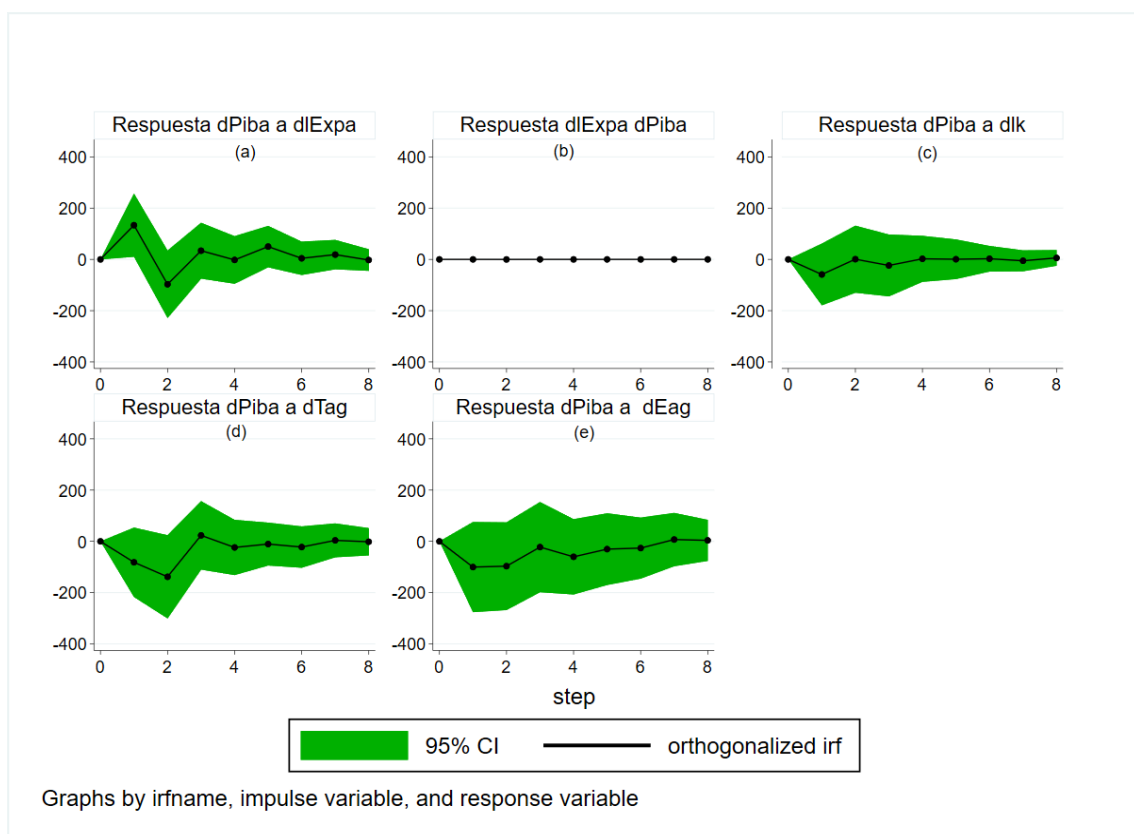 Respuesta dPiba a dlExpa
(a)
400
200
0
-200
-400
0 2 4 6 8
Respuesta dlExpa dPiba
(b)
400
200
0
-200
-400
0 2 4 6 8
Respuesta dPiba a dlk
(c)
400
200
0
-200
-400
0 2 4 6 8
Respuesta dPiba a dTag
(d)
400
200
0
-200
-400
0 2 4 6 8
Respuesta dPiba a dEag
(e)
400
200
0
-200
-400
0 2 4 6 8
step
95% CI orthogonalized irf
Graphs by irfname, impulse variable, and response variable